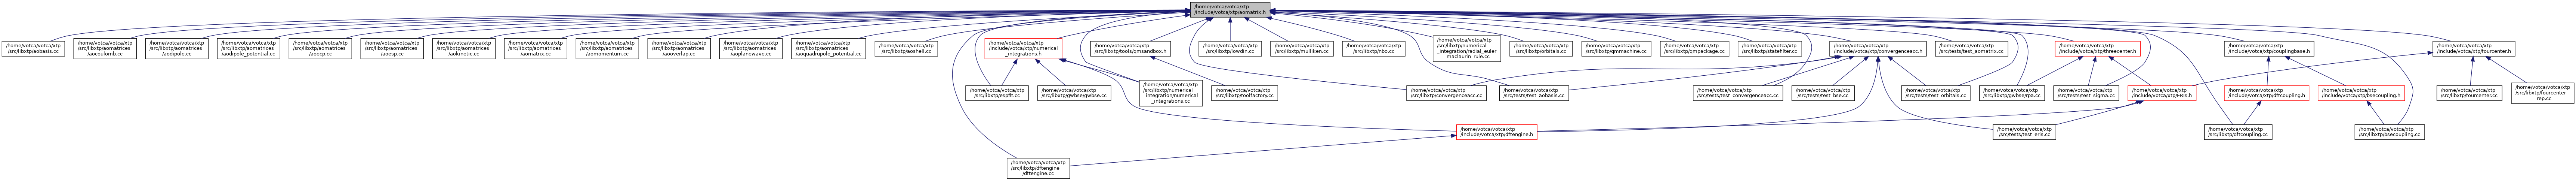 /home/votca/votca/xtp
/include/votca/xtp/aomatrix.h
/home/votca/votca/xtp
/src/libxtp/aobasis.cc
/home/votca/votca/xtp
/src/libxtp/aomatrices
/aocoulomb.cc
/home/votca/votca/xtp
/src/libxtp/aomatrices
/aodipole.cc
/home/votca/votca/xtp
/src/libxtp/aomatrices
/aodipole_potential.cc
/home/votca/votca/xtp
/src/libxtp/aomatrices
/aoecp.cc
/home/votca/votca/xtp
/src/libxtp/aomatrices
/aoesp.cc
/home/votca/votca/xtp
/src/libxtp/aomatrices
/aokinetic.cc
/home/votca/votca/xtp
/src/libxtp/aomatrices
/aomatrix.cc
/home/votca/votca/xtp
/src/libxtp/aomatrices
/aomomentum.cc
/home/votca/votca/xtp
/src/libxtp/aomatrices
/aooverlap.cc
/home/votca/votca/xtp
/src/libxtp/aomatrices
/aoplanewave.cc
/home/votca/votca/xtp
/src/libxtp/aomatrices
/aoquadrupole_potential.cc
/home/votca/votca/xtp
/src/libxtp/aoshell.cc
/home/votca/votca/xtp
/include/votca/xtp/numerical
_integrations.h
/home/votca/votca/xtp
/src/libxtp/tools/qmsandbox.h
/home/votca/votca/xtp
/src/libxtp/lowdin.cc
/home/votca/votca/xtp
/src/libxtp/mulliken.cc
/home/votca/votca/xtp
/src/libxtp/nbo.cc
/home/votca/votca/xtp
/src/libxtp/numerical
_integration/radial_euler
_maclaurin_rule.cc
/home/votca/votca/xtp
/src/libxtp/orbitals.cc
/home/votca/votca/xtp
/src/libxtp/qmmachine.cc
/home/votca/votca/xtp
/src/libxtp/qmpackage.cc
/home/votca/votca/xtp
/src/libxtp/statefilter.cc
/home/votca/votca/xtp
/include/votca/xtp/convergenceacc.h
/home/votca/votca/xtp
/src/tests/test_aomatrix.cc
/home/votca/votca/xtp
/include/votca/xtp/threecenter.h
/home/votca/votca/xtp
/include/votca/xtp/couplingbase.h
/home/votca/votca/xtp
/include/votca/xtp/fourcenter.h
/home/votca/votca/xtp
/src/libxtp/espfit.cc
/home/votca/votca/xtp
/src/libxtp/gwbse/gwbse.cc
/home/votca/votca/xtp
/src/libxtp/numerical
_integration/numerical
_integrations.cc
/home/votca/votca/xtp
/src/libxtp/toolfactory.cc
/home/votca/votca/xtp
/src/libxtp/convergenceacc.cc
/home/votca/votca/xtp
/src/tests/test_aobasis.cc
/home/votca/votca/xtp
/src/tests/test_convergenceacc.cc
/home/votca/votca/xtp
/src/tests/test_bse.cc
/home/votca/votca/xtp
/src/tests/test_orbitals.cc
/home/votca/votca/xtp
/src/libxtp/gwbse/rpa.cc
/home/votca/votca/xtp
/src/tests/test_sigma.cc
/home/votca/votca/xtp
/include/votca/xtp/ERIs.h
/home/votca/votca/xtp
/include/votca/xtp/dftcoupling.h
/home/votca/votca/xtp
/include/votca/xtp/bsecoupling.h
/home/votca/votca/xtp
/src/libxtp/fourcenter.cc
/home/votca/votca/xtp
/src/libxtp/fourcenter
_rep.cc
/home/votca/votca/xtp
/include/votca/xtp/dftengine.h
/home/votca/votca/xtp
/src/tests/test_eris.cc
/home/votca/votca/xtp
/src/libxtp/dftcoupling.cc
/home/votca/votca/xtp
/src/libxtp/bsecoupling.cc
/home/votca/votca/xtp
/src/libxtp/dftengine
/dftengine.cc